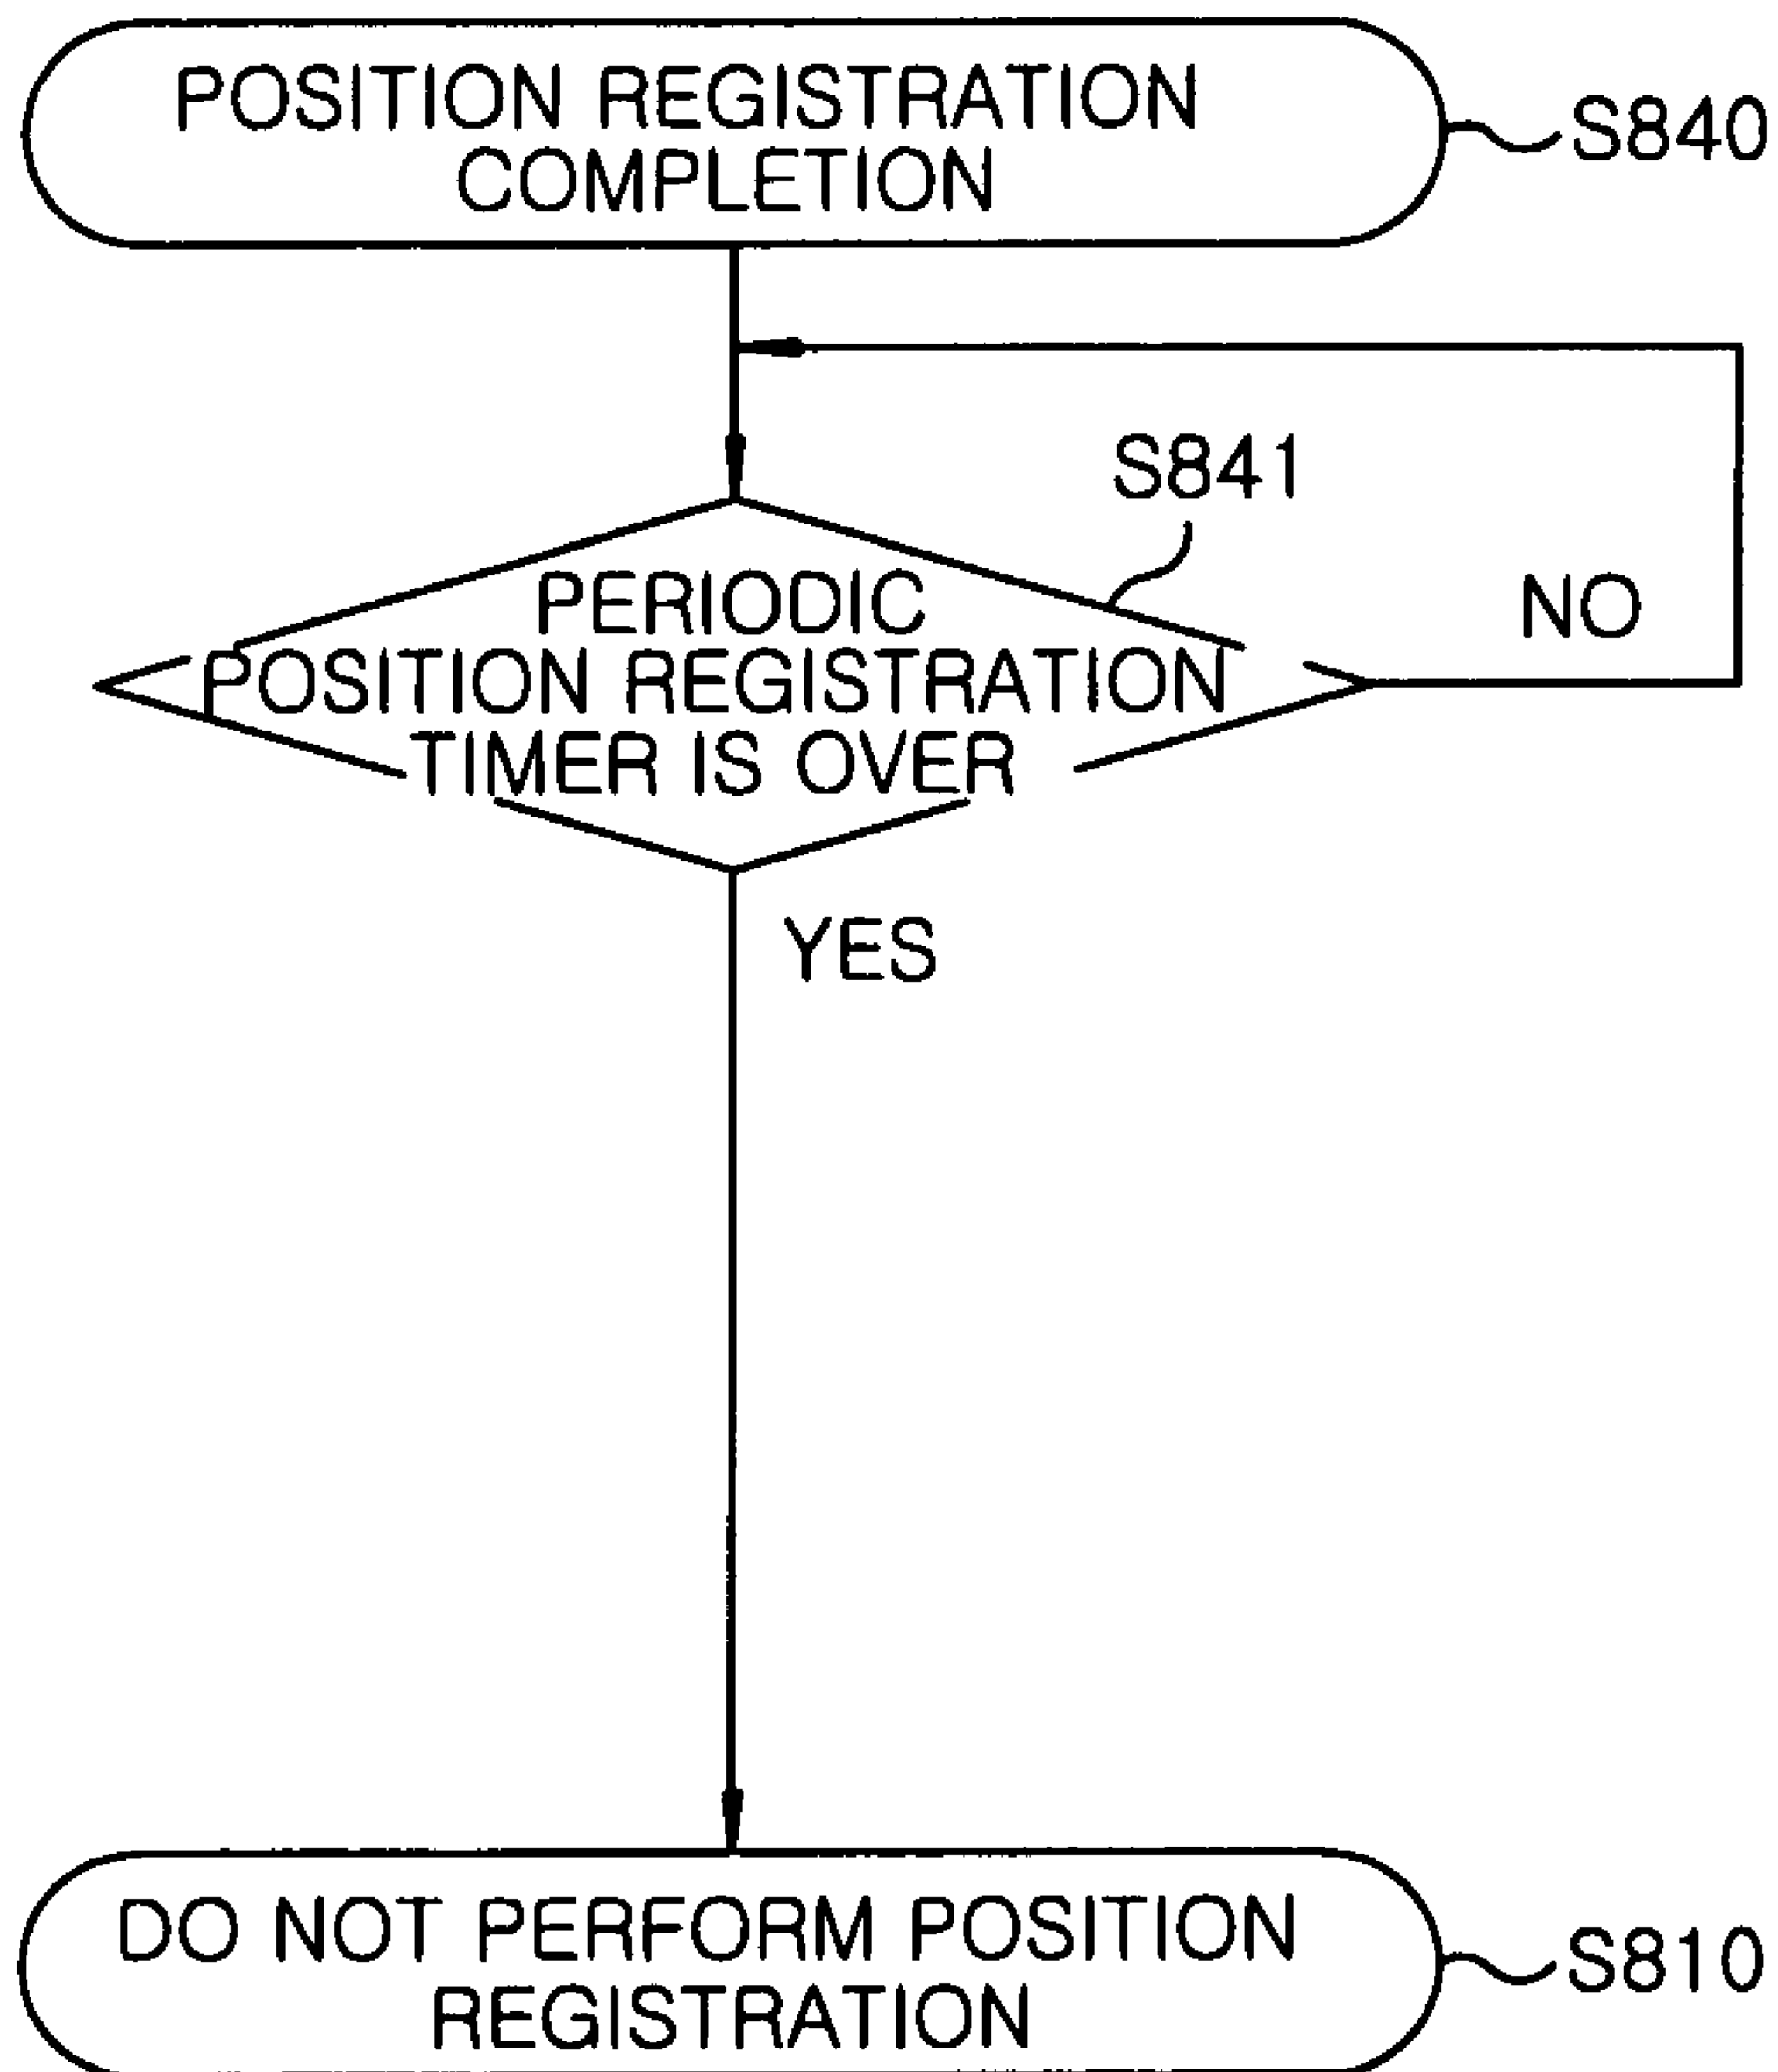 POSITION REGISTRATION
COMPLETION
S840
S841
PERIODIC
POSITION REGISTRATION
TIMER IS OVER
NO
YES
DO NOT PERFORM POSITION
REGISTRATION
S810